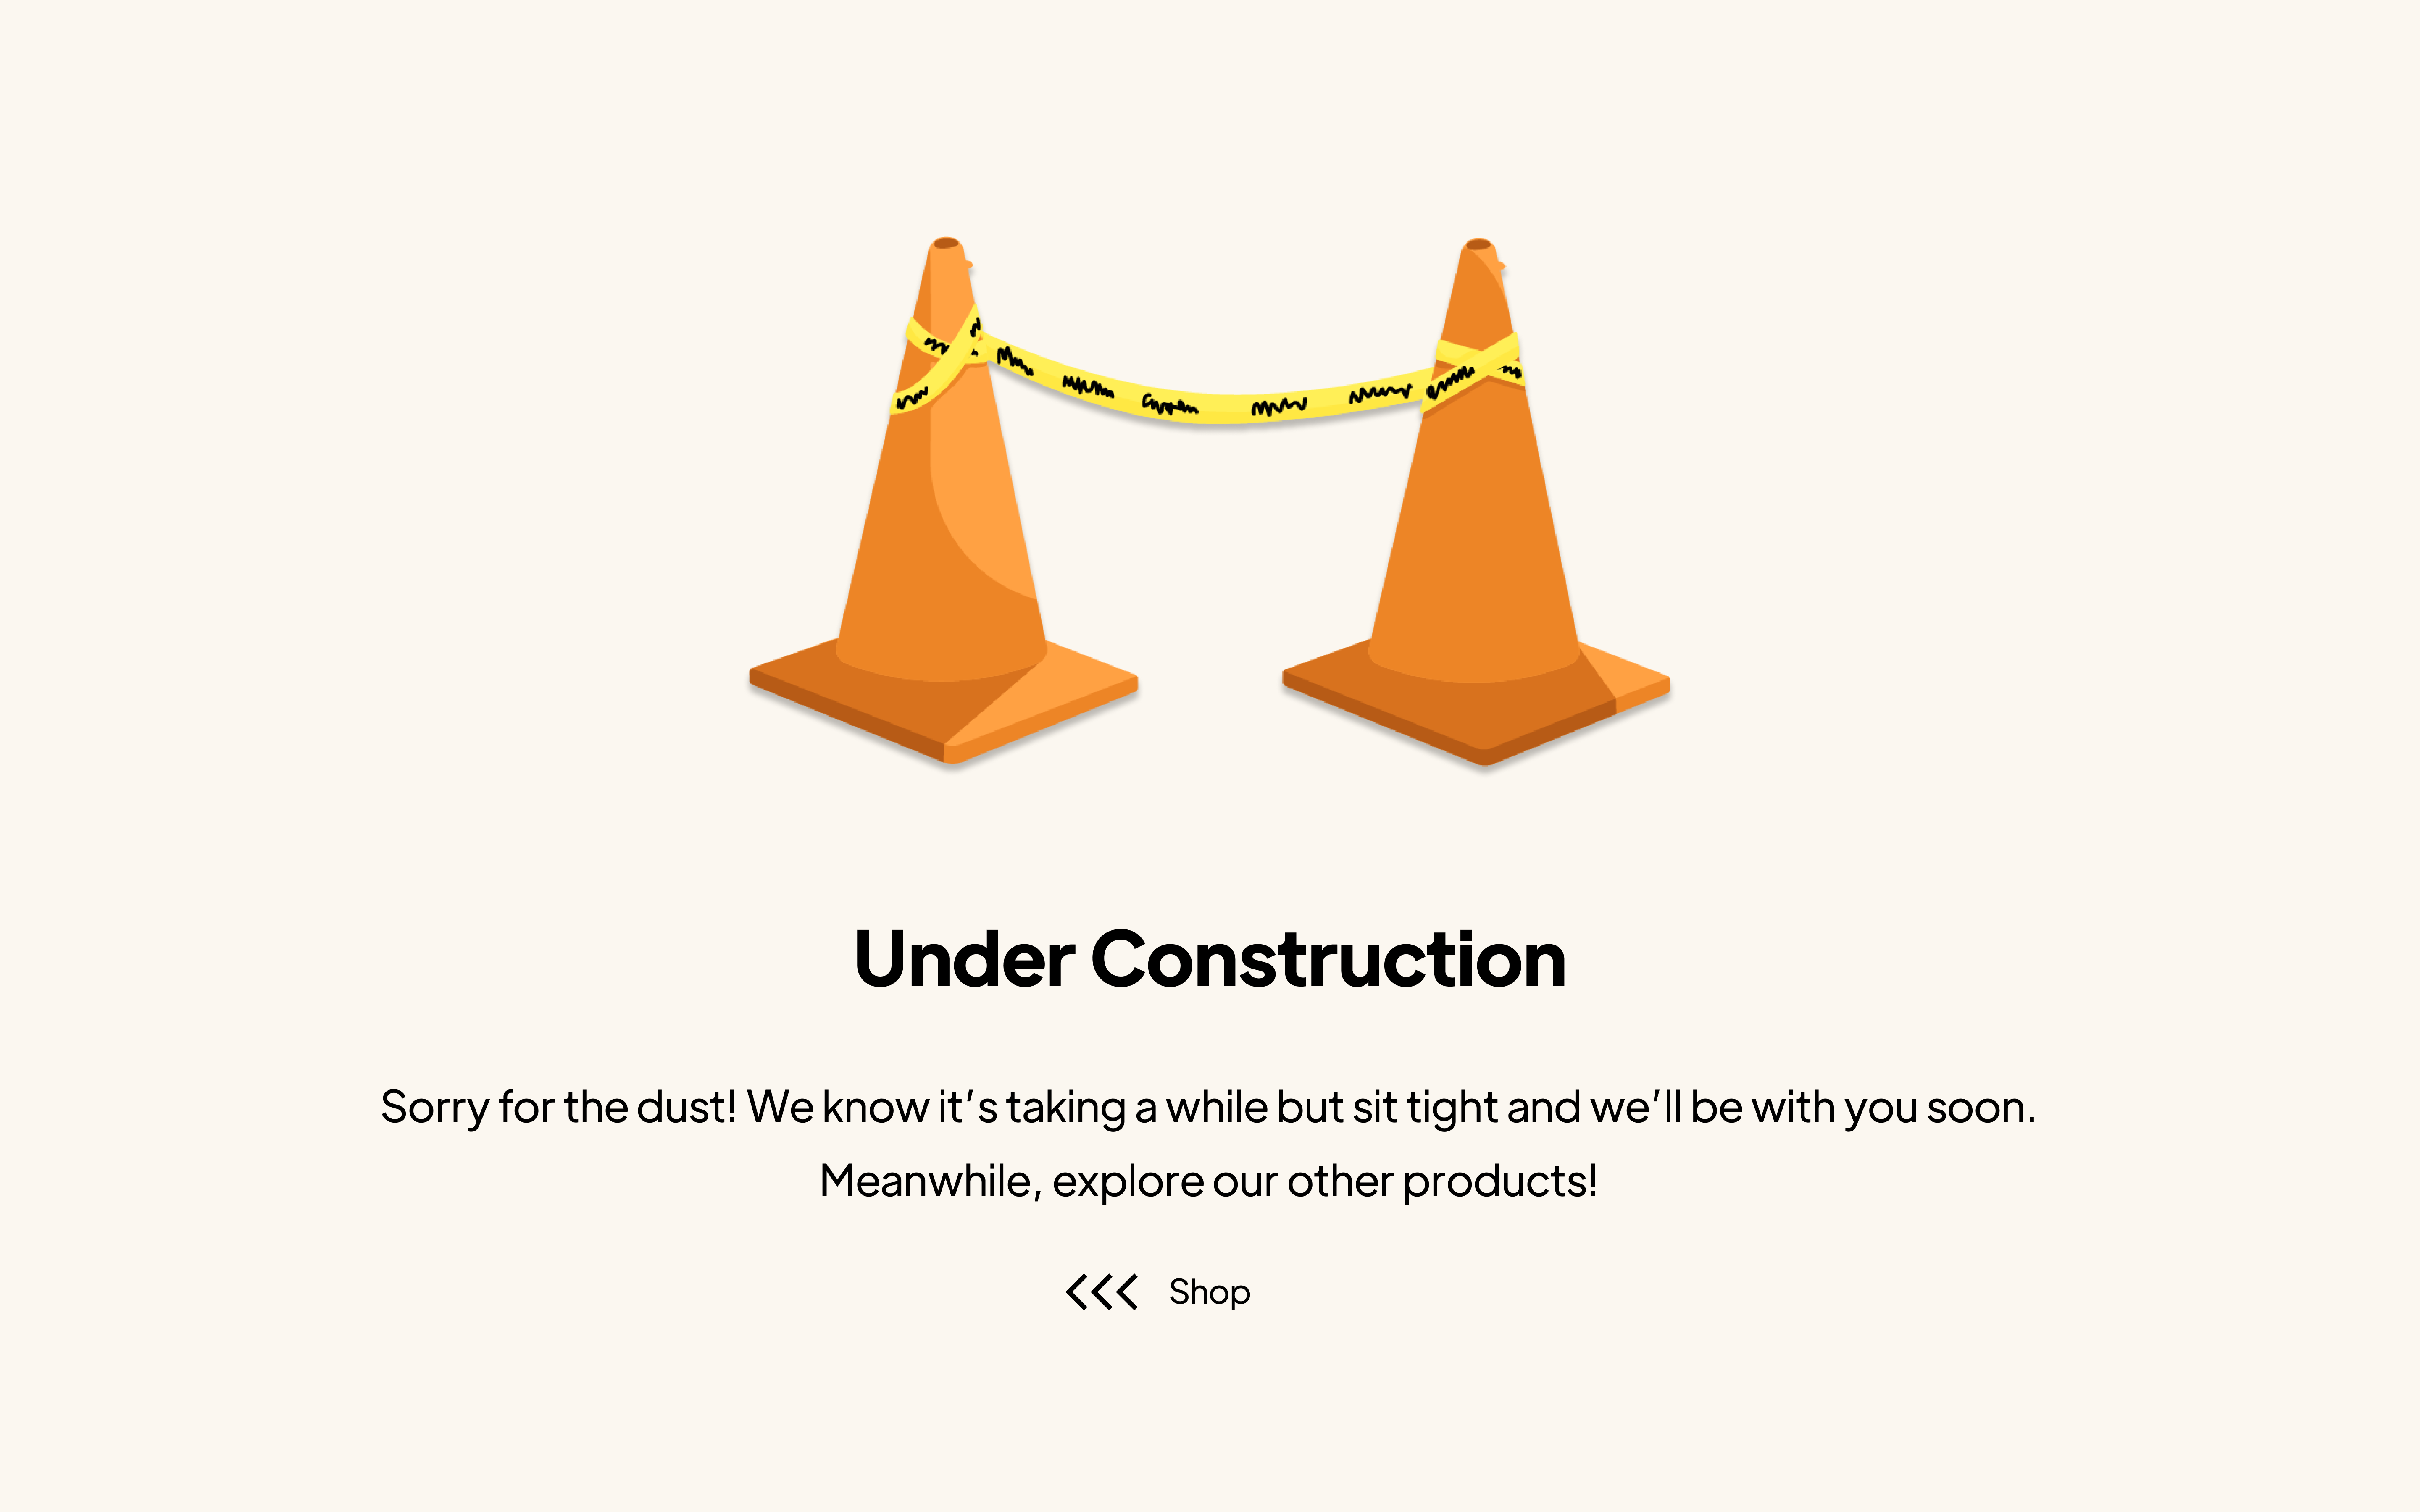 Under Construction
Sorry for the dust! We know it's taking a while but sit tight and we'll be with you soon.
Meanwhile, explore our other products!
Shop